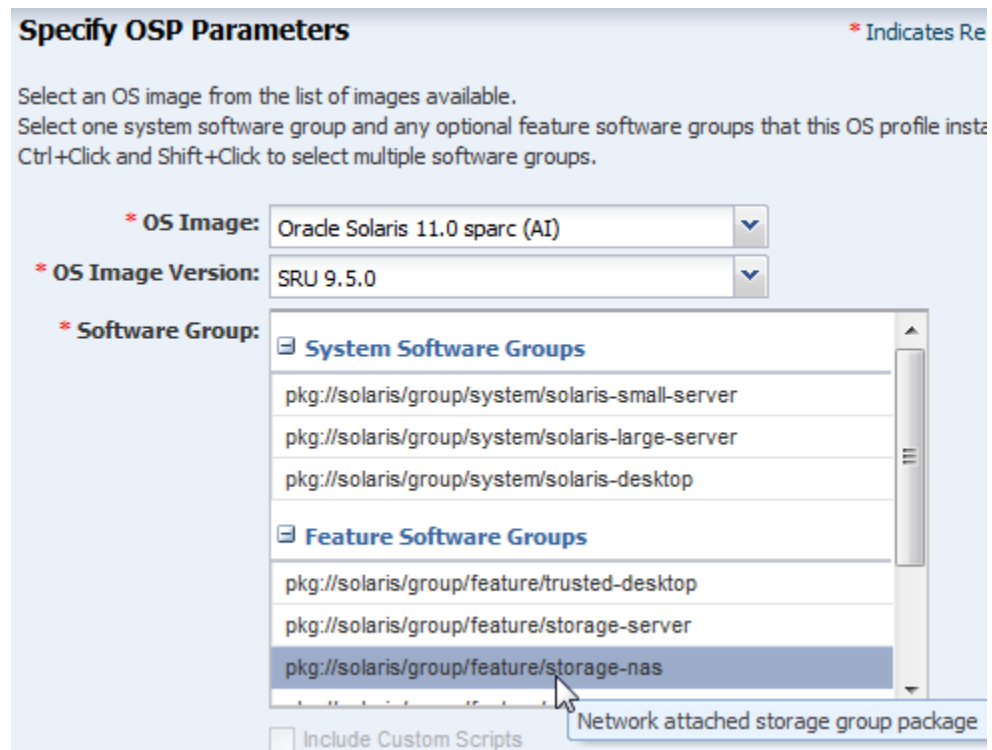 Specify OSP Parameters
* Indicates Re
Select an OS image from the list of images available.
Select one system software group and any optional feature software groups that this OS profile insta
Ctrl+Click and Shift+Click to select multiple software groups.
* OS Image: Oracle Solaris 11.0 sparc (AI)
* OS Image Version: SRU 9.5.0
* Software Group:
System Software Groups
pkg://solaris/group/system/solaris-small-server
pkg://solaris/group/system/solaris-large-server
pkg://solaris/group/system/solaris-desktop
Feature Software Groups
pkg://solaris/group/feature/trusted-desktop
pkg://solaris/group/feature/storage-server
pkg://solaris/group/feature/storage-nas
Network attached storage group package
Include Custom Scripts